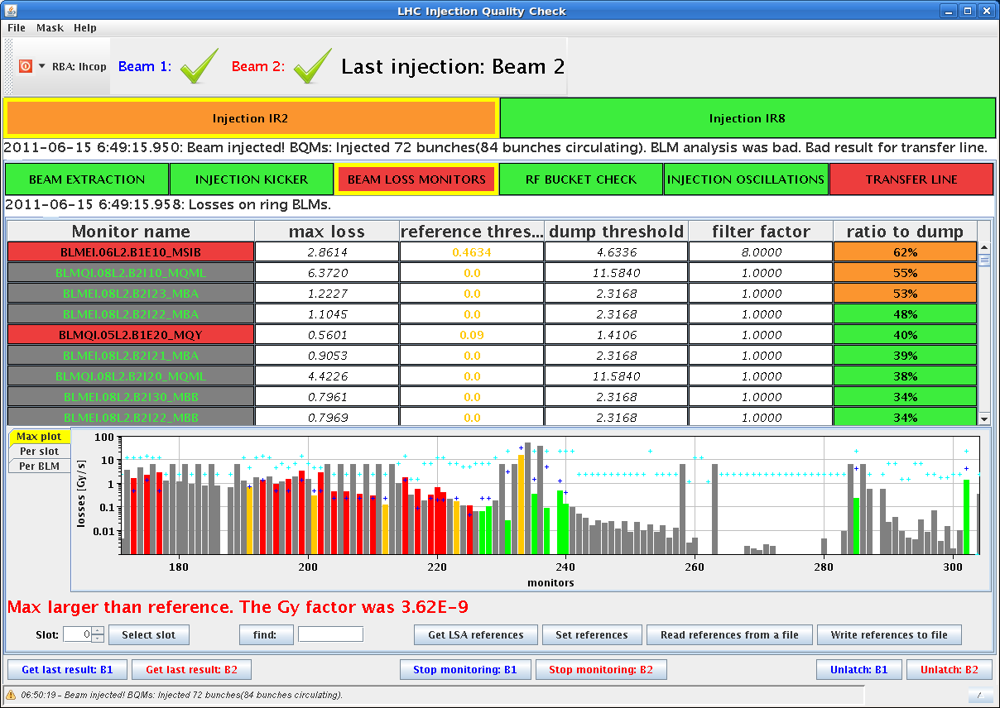 LHC Injection Quality Check
File Mask Help
RBA: lhcop Beam 1: Beam 2: Last injection: Beam 2
Injection IR2 Injection IR8
2011-06-15 6:49:15.950: Beam injected! BQMs: Injected 72 bunches(84 bunches circulating). BLM analysis was bad. Bad result for transfer line.
BEAM EXTRACTION INJECTION KICKER BEAM LOSS MONITORS RF BUCKET CHECK INJECTION OSCILLATIONS TRANSFER LINE
2011-06-15 6:49:15.958: Losses on ring BLMs.
Monitor name max loss reference thres... dump threshold filter factor ratio to dump
BLMEI.06L2.B1E10_MSIB 2.8614 0.4634 4.6336 8.0000 62%
BLMQI.08L2.B2I10_MQML 6.3720 0.0 11.5840 1.0000 55%
BLMEI.08L2.B2I23_MBA 1.2227 0.0 2.3168 1.0000 53%
BLMEI.08L2.B2I22_MBA 1.1045 0.0 2.3168 1.0000 48%
BLMQI.05L2.B1E20_MQY 0.5601 0.09 1.4106 1.0000 40%
BLMEI.08L2.B2I21_MBA 0.9053 0.0 2.3168 1.0000 39%
BLMQI.08L2.B2I20_MQML 4.4226 0.0 11.5840 1.0000 38%
BLMEI.08L2.B2I30_MBB 0.7961 0.0 2.3168 1.0000 34%
BLMEI.08L2.B2I22_MBB 0.7969 0.0 2.3168 1.0000 34%
Max plot
Per slot
Per BLM
losses [Gy/s]
100
10
1
0.1
0.01
180 200 220 240 260 280 300
monitors
Max larger than reference. The Gy factor was 3.62E-9
Slot: 0 Select slot find: Get LSA references Set references Read references from a file Write references to file
Get last result: B1 Get last result: B2 Stop monitoring: B1 Stop monitoring: B2 Unlatch: B1 Unlatch: B2
06:50:19 - Beam injected! BQMs: Injected 72 bunches(84 bunches circulating).